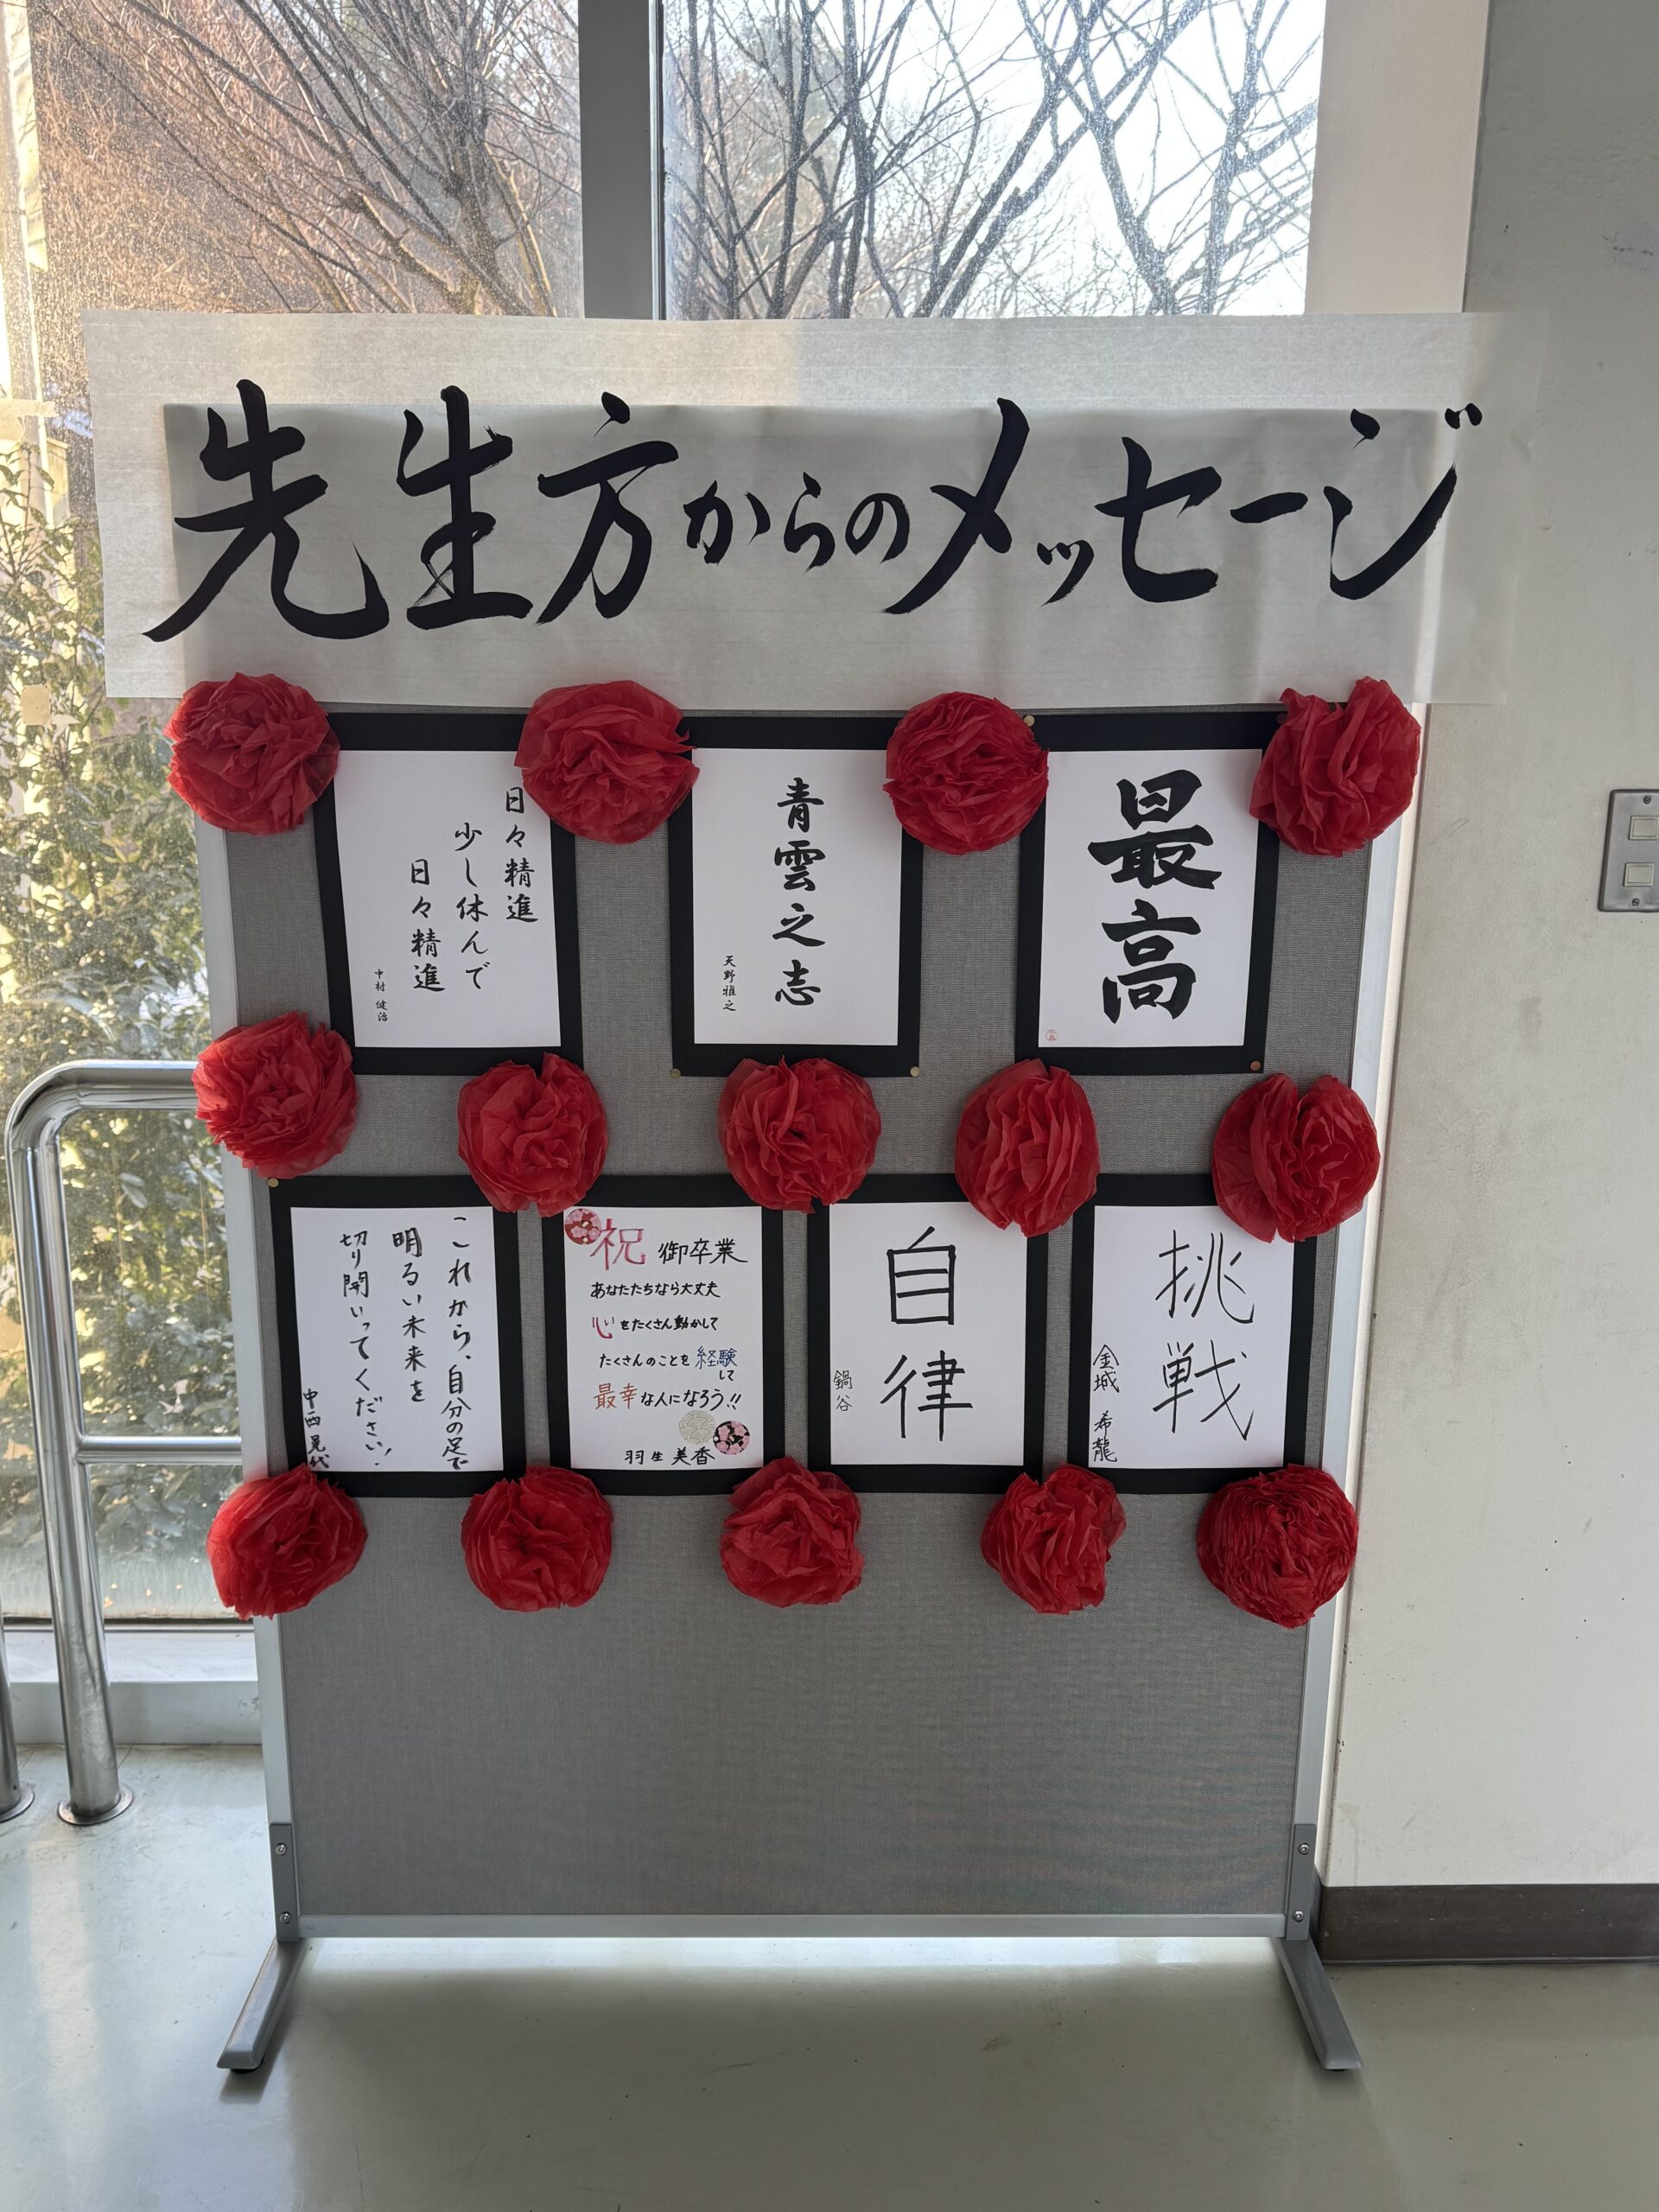 先生方からのメッセージ
日々精進
少し休んで
日々精進
中村 健治
青雲之志
天野雅之
最高
これから、自分の足で
明るい未来を
切り開いってください!
中西
祝 御卒業
あなたたちなら大丈夫
心をたくさん動かして
たくさんのことを経験
して
最幸な人になろう!!
羽生 美香
自律
鍋谷
挑戦
金城 希龍